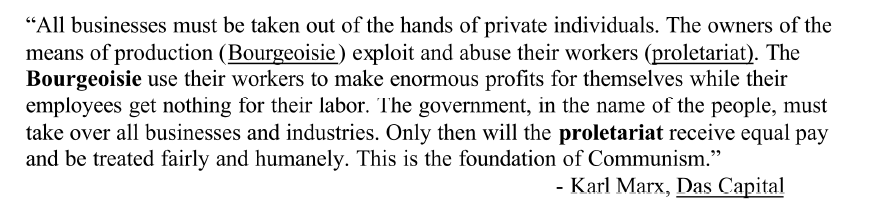 “All businesses must be taken out of the hands of private individuals. The owners of the
means of production (Bourgeoisie) exploit and abuse their workers (proletariat). The
Bourgeoisie use their workers to make enormous profits for themselves while their
employees get nothing for their labor. The government, in the name of the people, must
take over all businesses and industries. Only then will the proletariat receive equal pay
and be treated fairly and humanely. This is the foundation of Communism.”
- Karl Marx, Das Capital